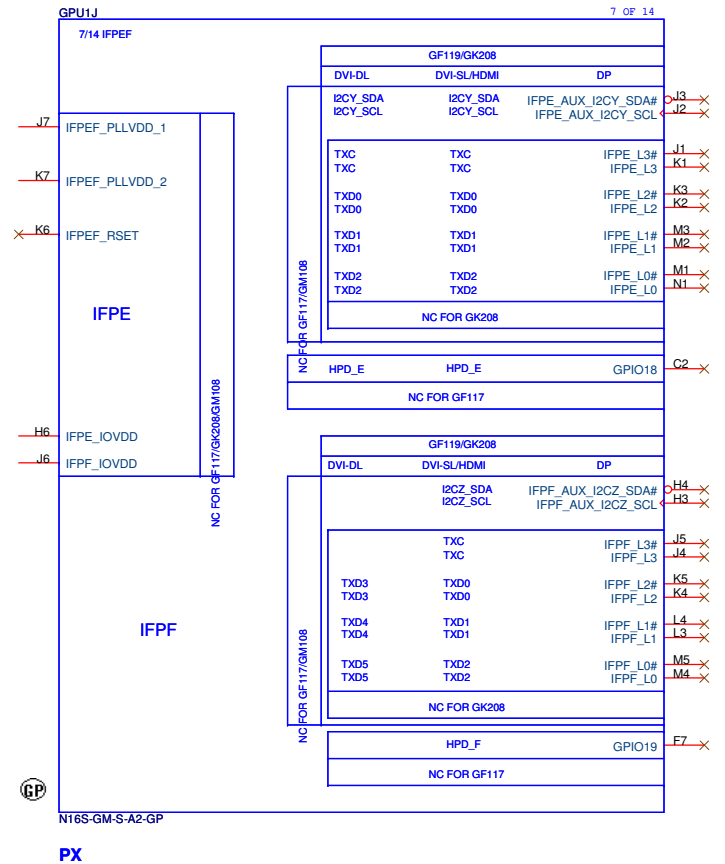 GPU1J 7 OF 14
7/14 IFPEF
GF119/GK208
DVI-DL DVI-SL/HDMI DP
I2CY_SDA I2CY_SDA IFPE_AUX_I2CY_SDA# J3
I2CY_SCL I2CY_SCL IFPE_AUX_I2CY_SCL J2
J7 IFPEF_PLLVDD_1
TXC TXC IFPE_L3# J1
TXC TXC IFPE_L3 K1
K7 IFPEF_PLLVDD_2
TXD0 TXD0 IFPE_L2# K3
TXD0 TXD0 IFPE_L2 K2
K6 IFPEF_RSET
TXD1 TXD1 IFPE_L1# M3
TXD1 TXD1 IFPE_L1 M2
TXD2 TXD2 IFPE_L0# M1
TXD2 TXD2 IFPE_L0 N1
IFPE
NC FOR GK208
NC FOR GF117/GM108
HPD_E HPD_E GPIO18 C2
NC FOR GF117
NC FOR GF117/GK208/GM108
H6 IFPE_IOVDD
J6 IFPF_IOVDD
GF119/GK208
DVI-DL DVI-SL/HDMI DP
I2CZ_SDA IFPF_AUX_I2CZ_SDA# H4
I2CZ_SCL IFPF_AUX_I2CZ_SCL H3
TXC IFPF_L3# J5
TXC IFPF_L3 J4
TXD3 TXD0 IFPF_L2# K5
TXD3 TXD0 IFPF_L2 K4
IFPF
TXD4 TXD1 IFPF_L1# L4
TXD4 TXD1 IFPF_L1 L3
TXD5 TXD2 IFPF_L0# M5
TXD5 TXD2 IFPF_L0 M4
NC FOR GK208
NC FOR GF117/GM108
HPD_F GPIO19 F7
NC FOR GF117
GP
N16S-GM-S-A2-GP
PX